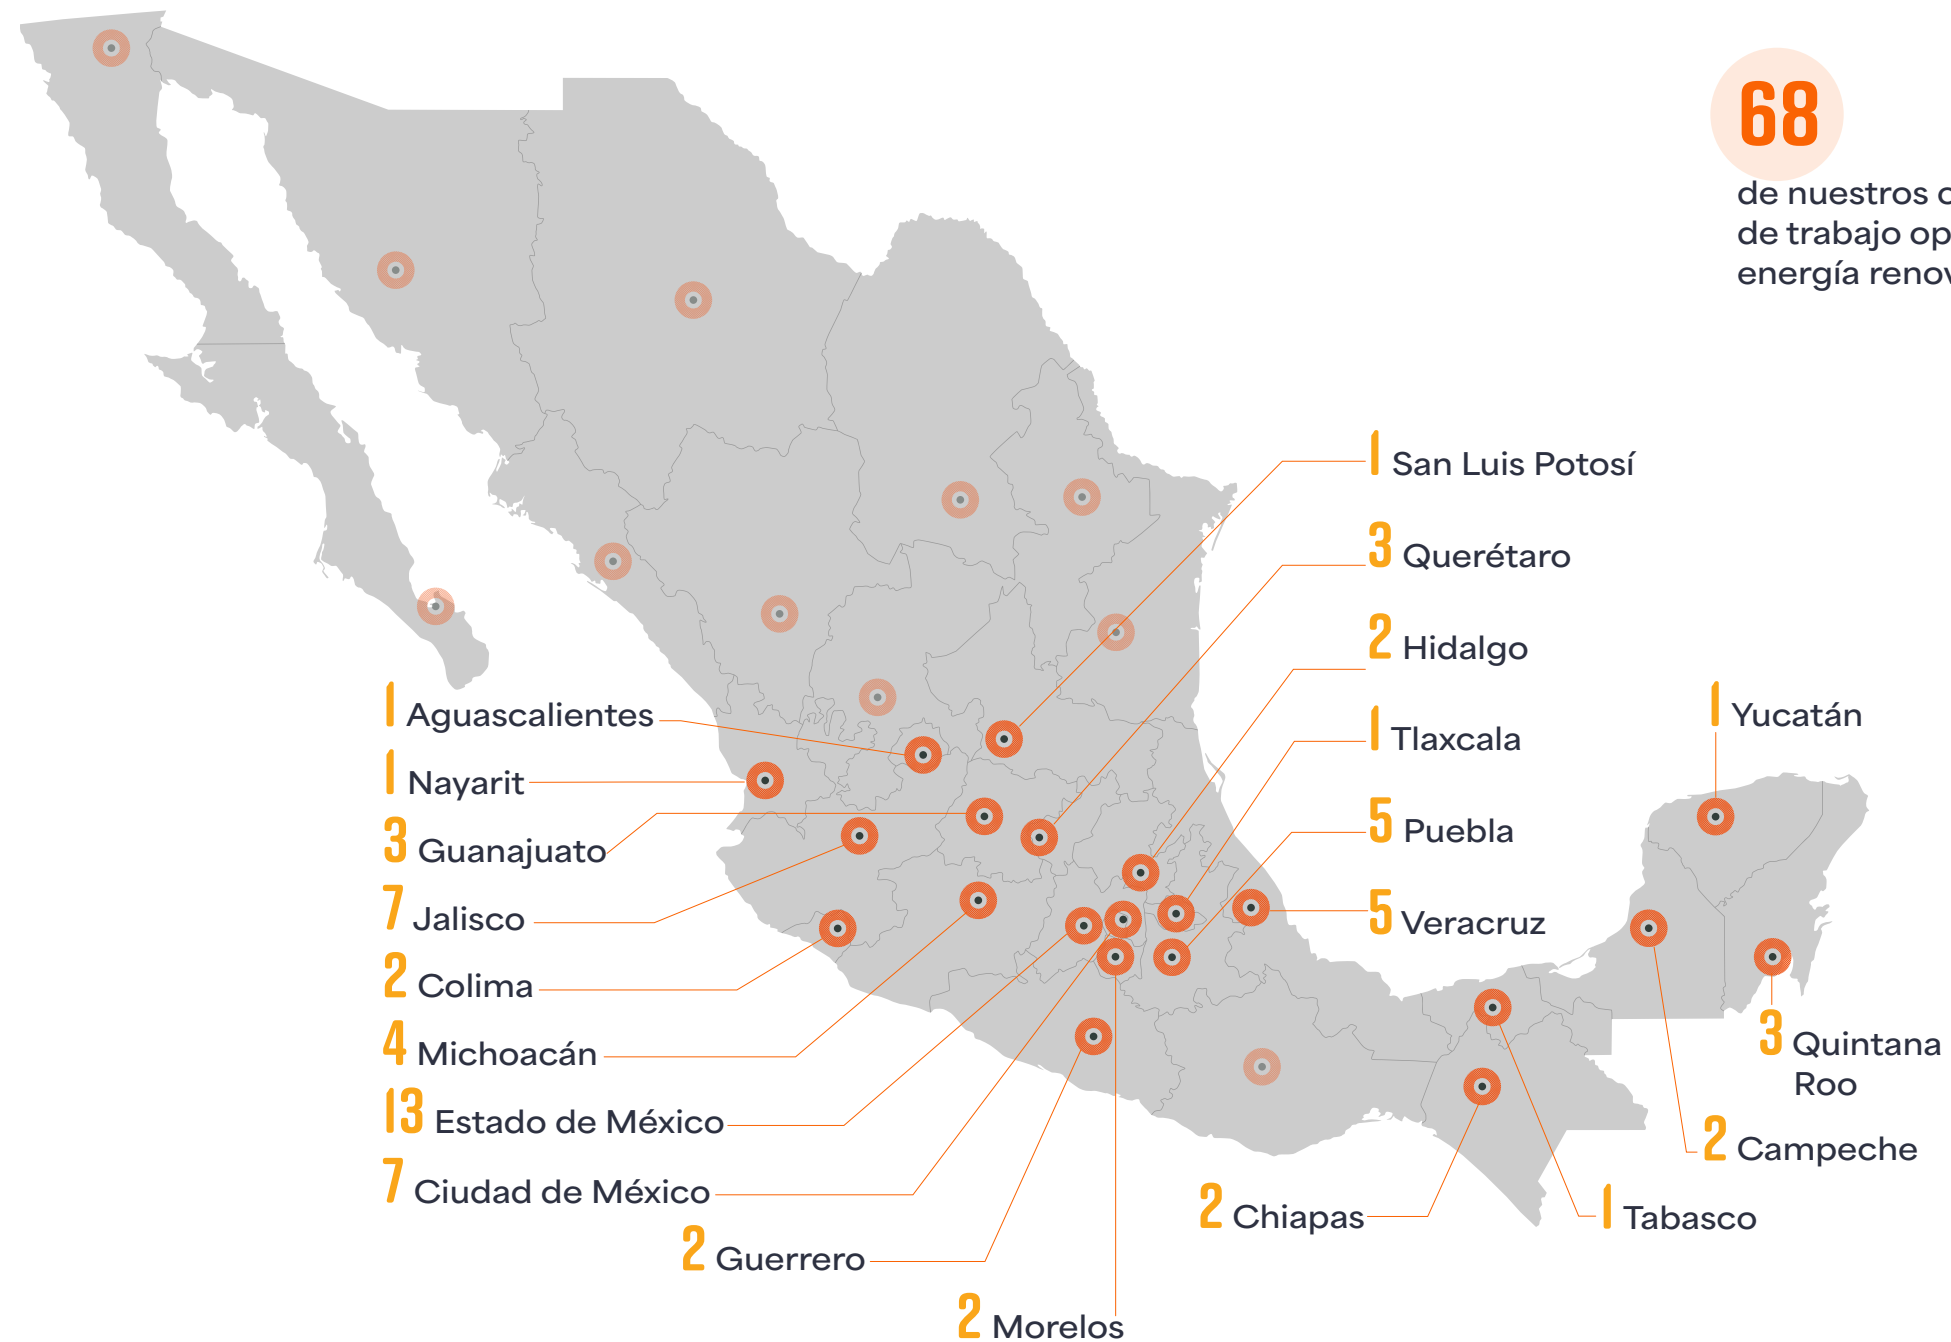 68
de nuestros
de trabajo
energía
1 San Luis Potosí
3 Querétaro
2 Hidalgo
1 Tlaxcala
5 Puebla
5 Veracruz
1 Yucatán
3 Quintana
Roo
2 Campeche
1 Tabasco
2 Chiapas
1 Aguascalientes
1 Nayarit
3 Guanajuato
7 Jalisco
2 Colima
4 Michoacán
13 Estado de México
7 Ciudad de México
2 Guerrero
2 Morelos